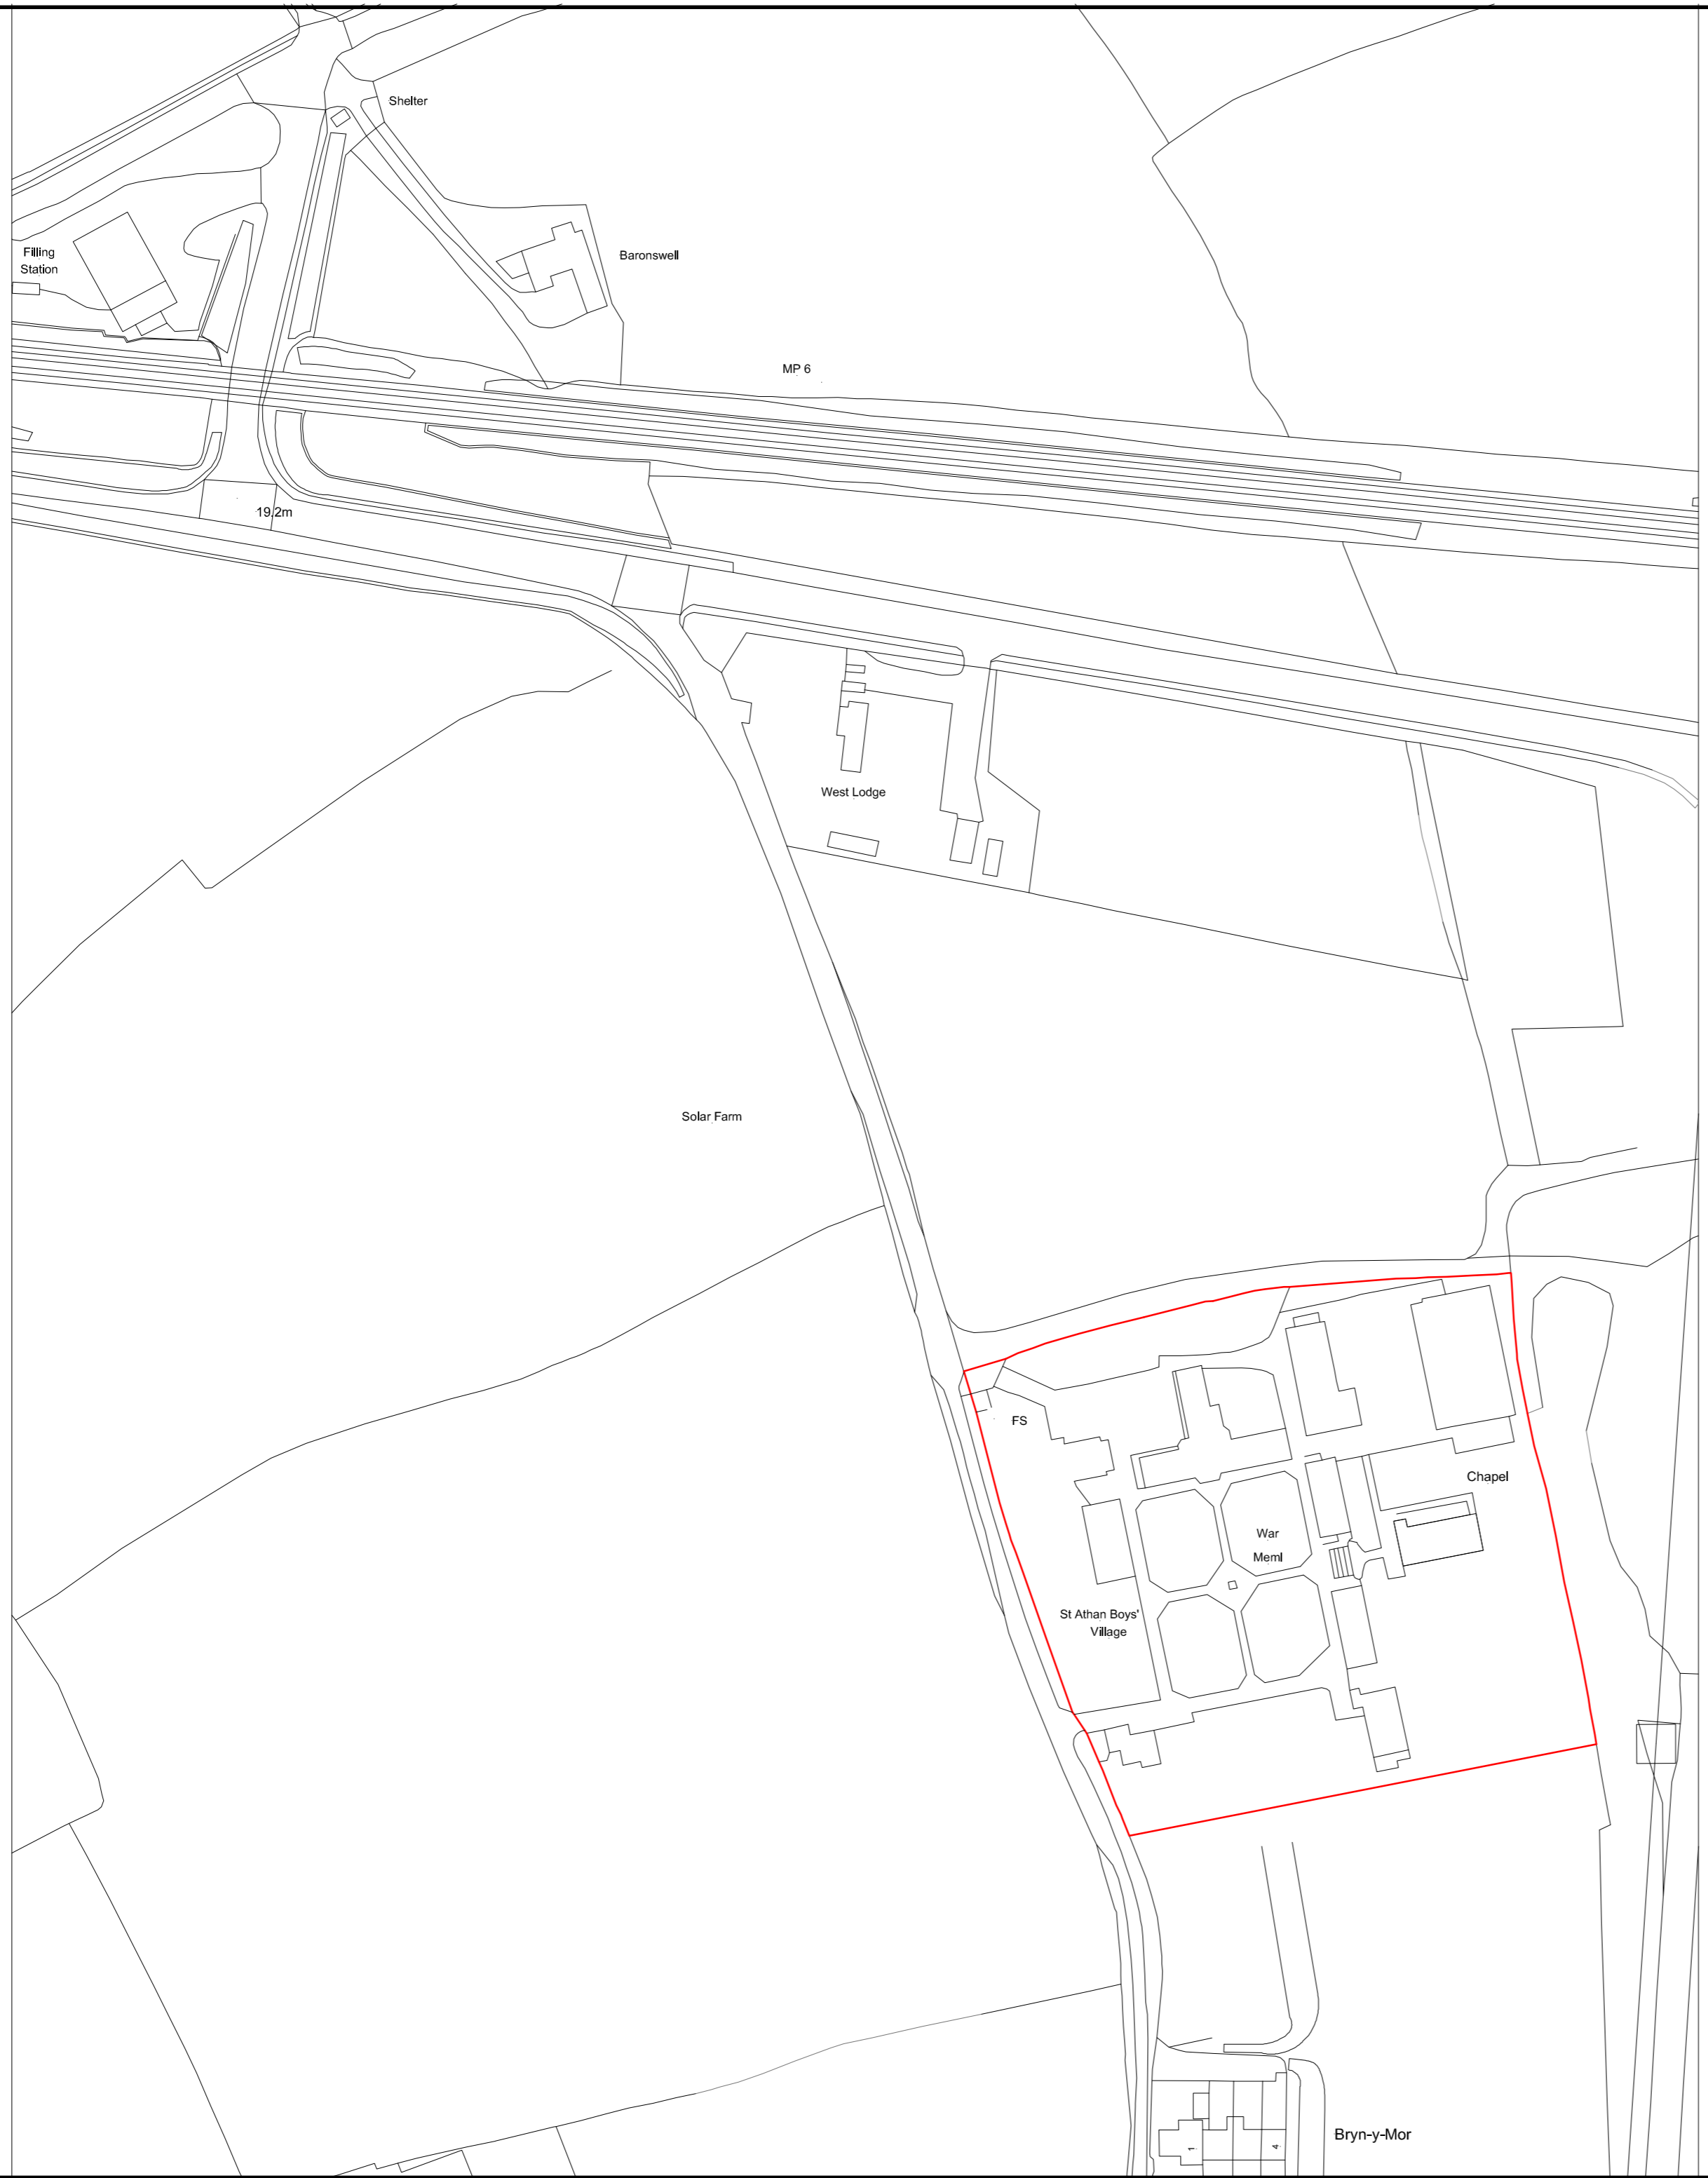 Shelter
Filling
Station
Baronswell
MP 6
19.2m
West Lodge
Solar Farm
FS
Chapel
War
Meml
St Athan Boys'
Village
Bryn-y-Mor
1
4